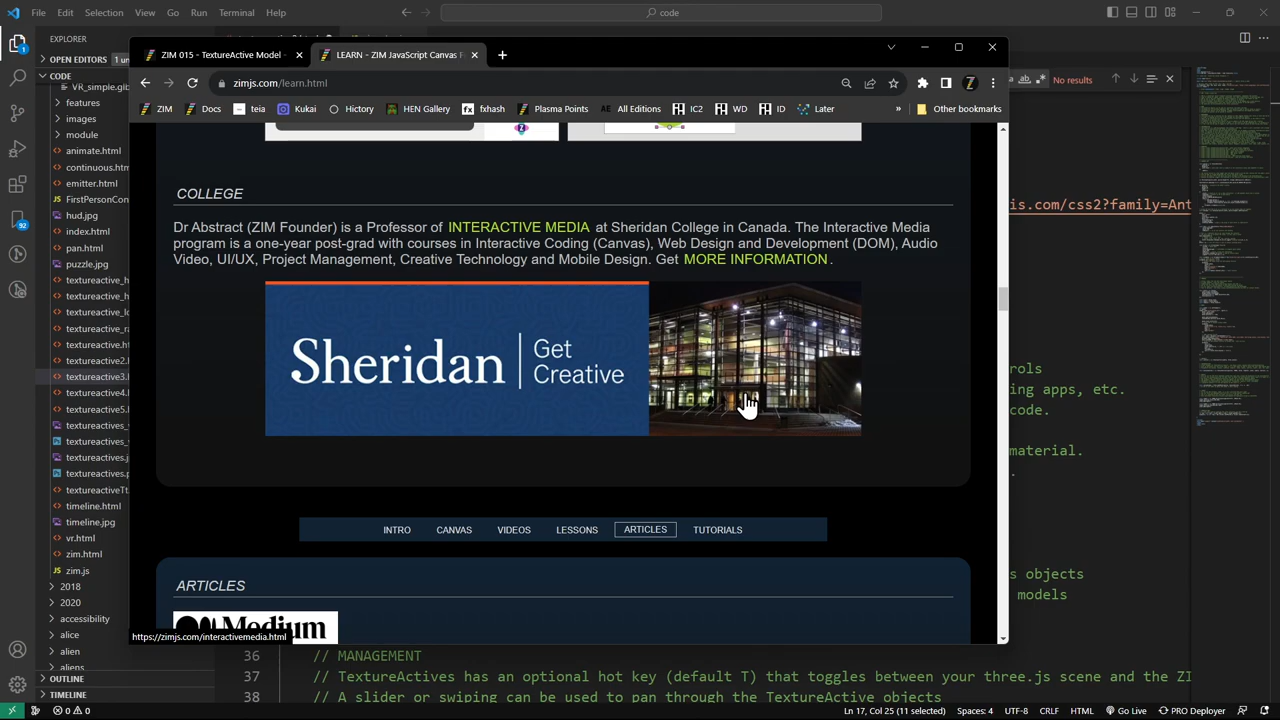 File Edit Selection View Go Run Terminal Help
code
EXPLORER
OPEN EDITORS 1 un
CODE
VR_simple.glb
features
images
module
animate.html
continuous.html
emitter.html
FirstPersonCon
hud.jpg
index.html
pan.html
puzzle.jpg
textureactive_h
textureactive_h
textureactive_lo
textureactive_ra
textureactive.ht
textureactive2.l
textureactive3.l
textureactive4.l
textureactive5.l
textureactives_v
textureactives_v
textureactives.j
textureactives.p
textureactiveTt
timeline.html
timeline.jpg
vr.html
zim.html
zim.js
2018
2020
accessibility
alice
alien
aliens
OUTLINE
TIMELINE
ZIM 015 - TextureActive Model -
LEARN - ZIM JavaScript Canvas F
zimjs.com/learn.html
ZIM Docs teia Kukai Hictory HEN Gallery fxhash Points All Editions IC2 WD Later » Other bookmarks
COLLEGE
Dr Abstract (ZIM Founder) is a Professor of INTERACTIVE MEDIA at Sheridan College in Canada. The Interactive Media
program is a one-year post-grad with courses in Interactive Coding (Canvas), Web Design and Development (DOM), Audio
Video, UI/UX, Project Management, Creative Technology and Mobile Design. Get MORE INFORMATION.
Sheridan Get
Creative
INTRO CANVAS VIDEOS LESSONS ARTICLES TUTORIALS
ARTICLES
Medium
https://zimjs.com/interactivemedia.html
No results
is.com/css2?family=Ant
rols
ing apps, etc.
code.
material.
s objects
models
36 // MANAGEMENT
37 // TextureActives has an optional hot key (default T) that toggles between your three.js scene and the ZI
38 // A slider or swiping can be used to pan through the TextureActive objects
0 0 Ln 17, Col 25 (11 selected) Spaces: 4 UTF-8 CRLF HTML Go Live PRO Deployer